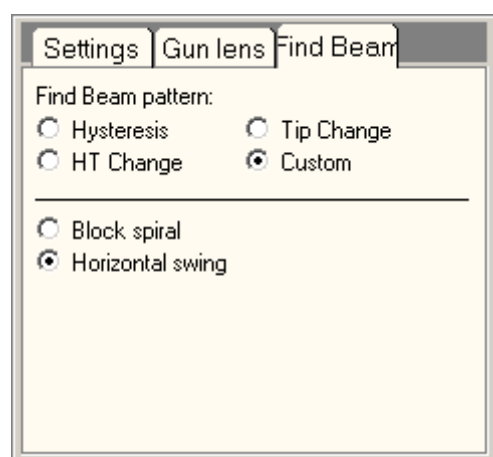 Settings Gun lens Find Beam
Find Beam pattern:
Hysteresis Tip Change
HT Change Custom
Block spiral
Horizontal swing